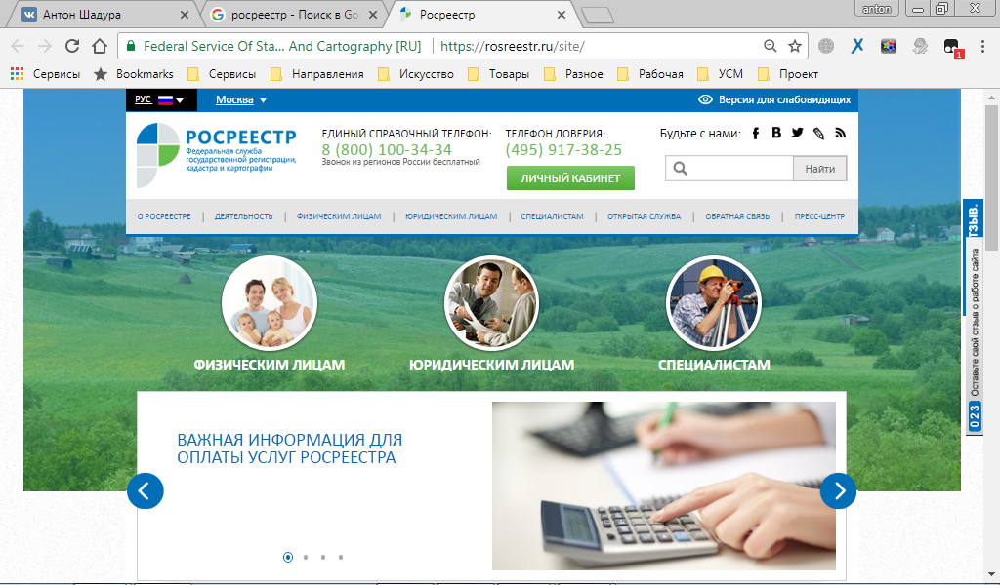 Антон Шадура
росреестр - Поиск в Go
Росреестр
anton
Federal Service Of Sta... And Cartography [RU]
https://rosreestr.ru/site/
1
Сервисы
Bookmarks
Сервисы
Направления
Искусство
Товары
Разное
Рабочая
УСМ
Проект
РУС
Москва
Версия для слабовидящих
РОСРЕЕСТР
Федеральная служба
государственной регистрации,
кадастра и картографии
ЕДИНЫЙ СПРАВОЧНЫЙ ТЕЛЕФОН:
8 (800) 100-34-34
Звонок из регионов России бесплатный
ТЕЛЕФОН ДОВЕРИЯ:
(495) 917-38-25
ЛИЧНЫЙ КАБИНЕТ
Будьте с нами:
Найти
О РОСРЕЕСТРЕ
ДЕЯТЕЛЬНОСТЬ
ФИЗИЧЕСКИМ ЛИЦАМ
ЮРИДИЧЕСКИМ ЛИЦАМ
СПЕЦИАЛИСТАМ
ОТКРЫТАЯ СЛУЖБА
ОБРАТНАЯ СВЯЗЬ
ПРЕСС-ЦЕНТР
ФИЗИЧЕСКИМ ЛИЦАМ
ЮРИДИЧЕСКИМ ЛИЦАМ
СПЕЦИАЛИСТАМ
ТЗЫВ.
Оставьте свой отзыв о работе сайта
023
ВАЖНАЯ ИНФОРМАЦИЯ ДЛЯ
ОПЛАТЫ УСЛУГ РОСРЕЕСТРА